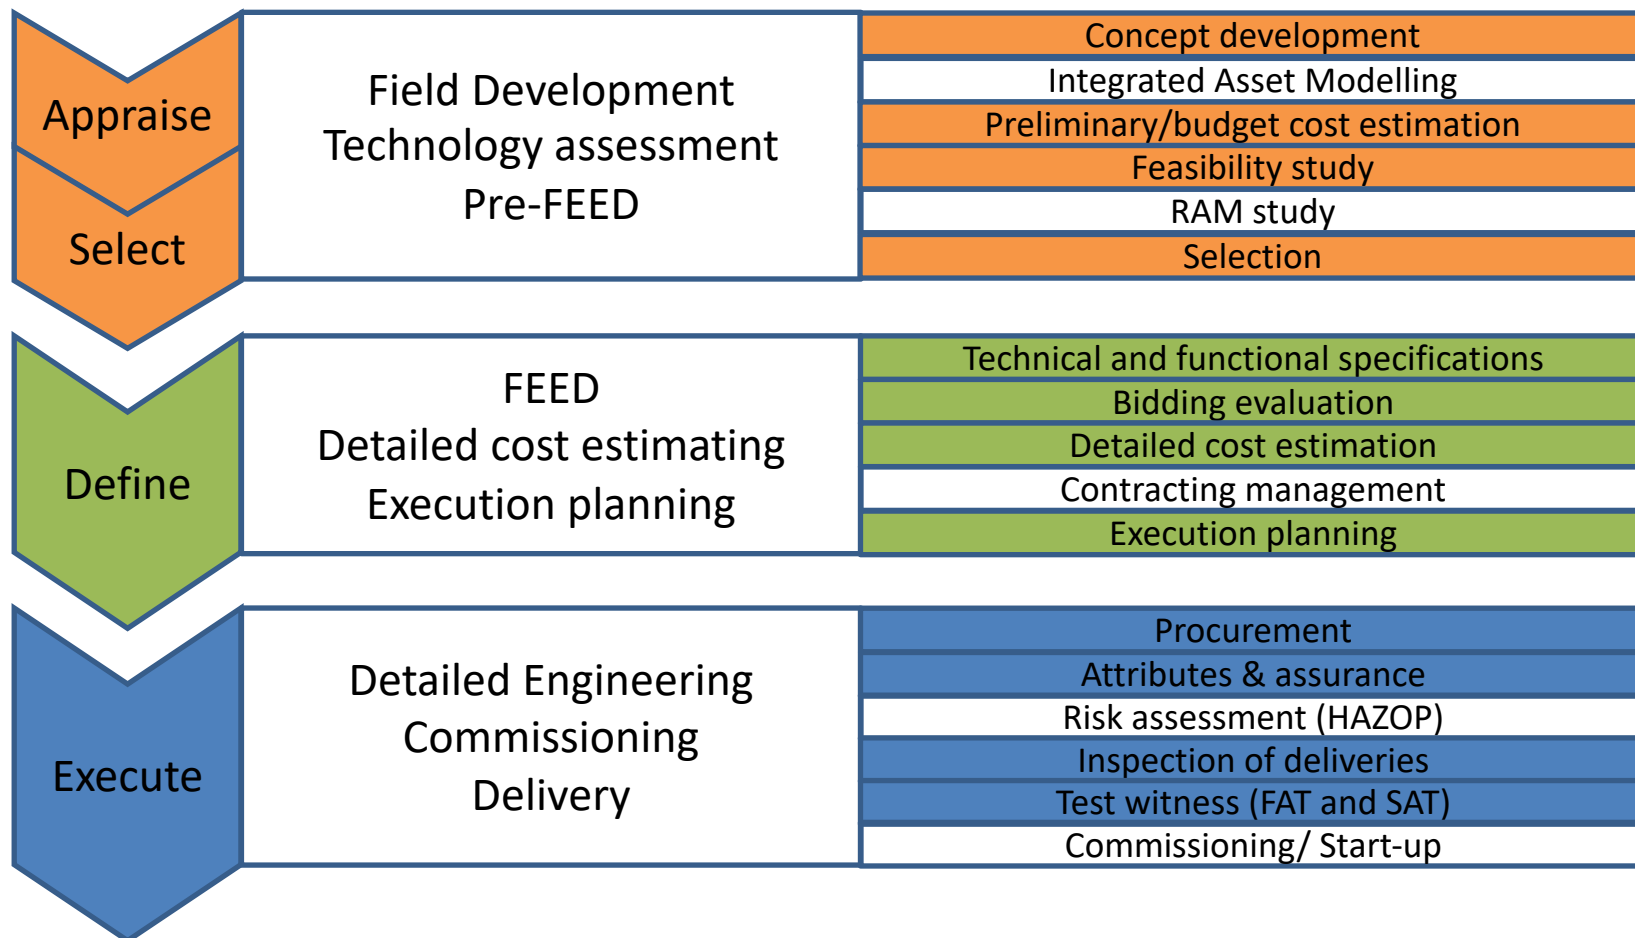 Appraise
Select
Field Development
Technology assessment
Pre-FEED
Concept development
Integrated Asset Modelling
Preliminary/budget cost estimation
Feasibility study
RAM study
Selection
Define
FEED
Detailed cost estimating
Execution planning
Technical and functional specifications
Bidding evaluation
Detailed cost estimation
Contracting management
Execution planning
Execute
Detailed Engineering
Commissioning
Delivery
Procurement
Attributes & assurance
Risk assessment (HAZOP)
Inspection of deliveries
Test witness (FAT and SAT)
Commissioning/ Start-up